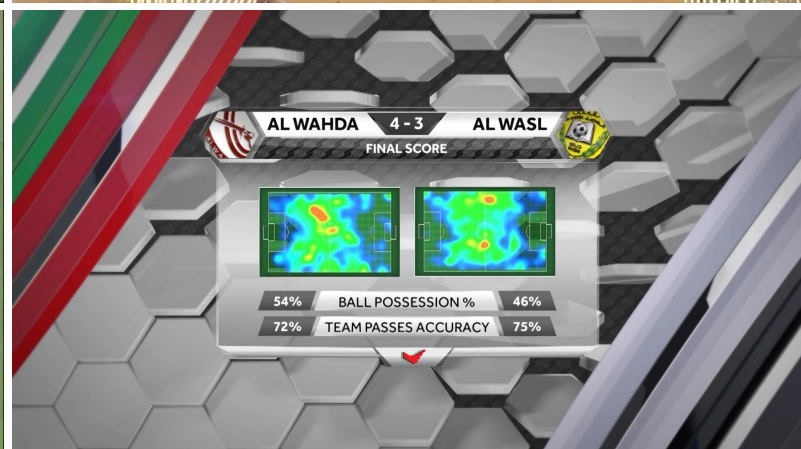 AL WAHDA 4 - 3 AL WASL
FINAL SCORE
54% BALL POSSESSION % 46%
72% TEAM PASSES ACCURACY 75%